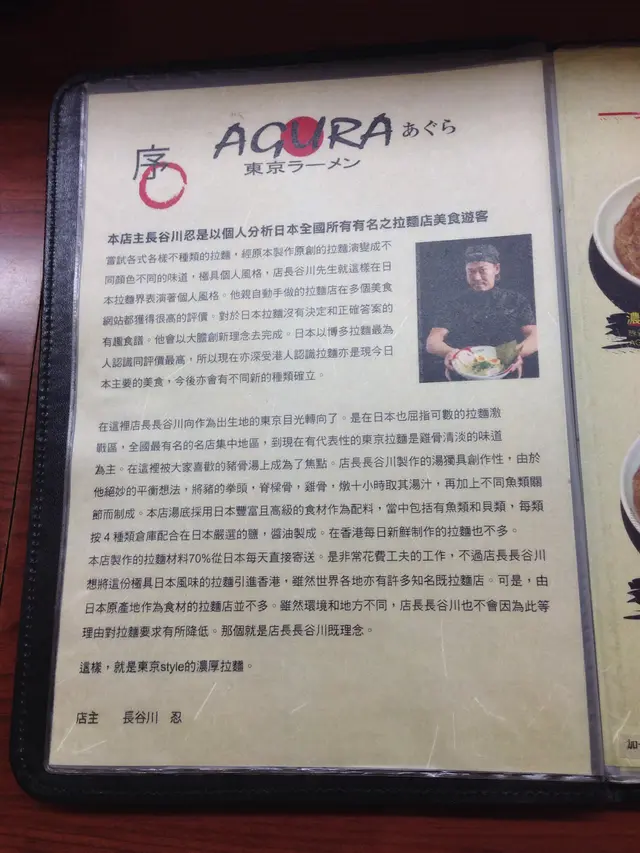 序
AGURA あぐら
東京ラーメン
本店主長谷川忍是以個人分析日本全國所有有名之拉麵店美食遊客
嘗試各式各樣不種類的拉麵，經原本製作原創的拉麵演變成不
同顏色不同的味道，極具個人風格，店長長谷川先生就這樣在日
本拉麵界表演著個人風格。他親自動手做的拉麵店在多個美食
網站都獲得很高的評價。對於日本拉麵沒有決定和正確答案的
有趣食譜。他會以大膽創新理念去完成。日本以博多拉麵最為
人認識同評價最高，所以現在亦深受港人認識拉麵亦是現今日
本主要的美食，今後亦會有不同新的種類確立。
在這裡店長長谷川向作為出生地的東京目光轉向了。是在日本也屈指可數的拉麵激
戰區，全國最有名的名店集中地區，到現在有代表性的東京拉麵是雞骨清淡的味道
為主。在這裡被大家喜歡的豬骨湯上成為了焦點。店長長谷川製作的湯獨具創作性，由於
他絕妙的平衡想法，將豬的拳頭，脊樑骨，雞骨，燉十小時取其湯汁，再加上不同魚類關
節而制成。本店湯底採用日本豐富且高級的食材作為配料，當中包括有魚類和貝類，每類
按４種類倉庫配合在日本嚴選的鹽，醬油製成。在香港每日新鮮制作的拉麵也不多。
本店製作的拉麵材料70%從日本每天直接寄送。是非常花費工夫的工作，不過店長長谷川
想將這份極具日本風味的拉麵引進香港，雖然世界各地亦有許多知名既拉麵店。可是，由
日本原產地作為食材的拉麵店並不多。雖然環境和地方不同，店長長谷川也不會因為此等
理由對拉麵要求有所降低。那個就是店長長谷川既理念。
這樣，就是東京style的濃厚拉麵。
店主　長谷川　忍
濃
加